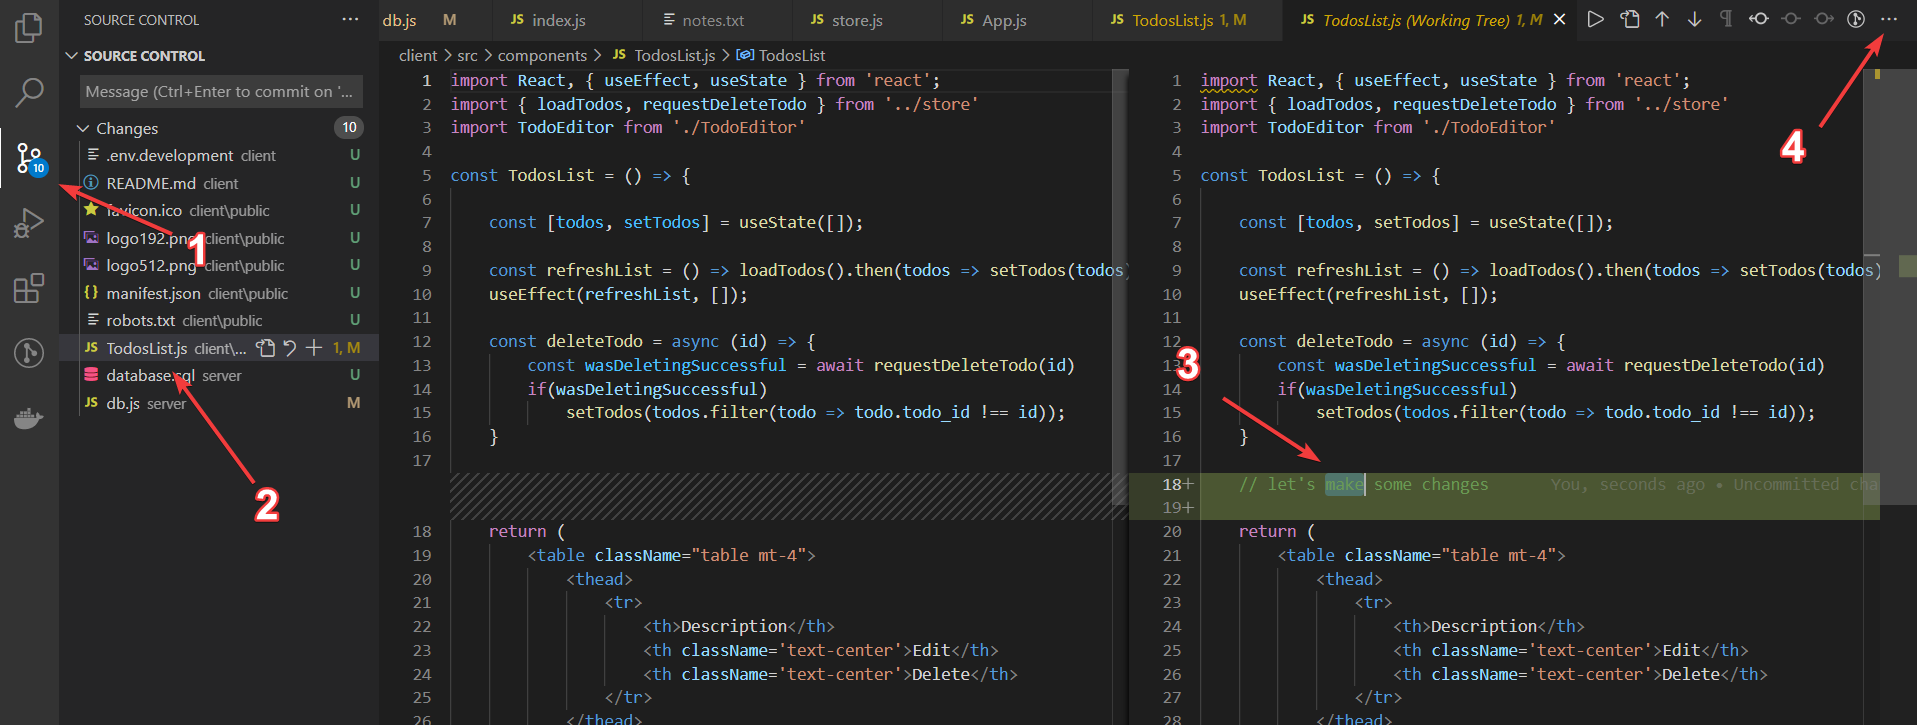 SOURCE CONTROL ···
SOURCE CONTROL
Message (Ctrl+Enter to commit on '...
Changes 10
10
.env.development client U
README.md client U
favicon.ico client\public U
logo192.png client\public U
logo512.png client\public U
manifest.json client\public U
robots.txt client\public U
TodosList.js client\... 1, M
database.sql server U
db.js server M
1
2
3
4
db.js M
JS index.js
notes.txt
JS store.js
JS App.js
JS TodosList.js 1, M
JS TodosList.js (Working Tree) 1, M
client > src > components > JS TodosList.js > TodosList
1 import React, { useEffect, useState } from 'react';
2 import { loadTodos, requestDeleteTodo } from '../store'
3 import TodoEditor from './TodoEditor'
4
5 const TodosList = () => {
6
7 const [todos, setTodos] = useState([]);
8
9 const refreshList = () => loadTodos().then(todos => setTodos(todos)
10 useEffect(refreshList, []);
11
12 const deleteTodo = async (id) => {
13 const wasDeletingSuccessful = await requestDeleteTodo(id)
14 if(wasDeletingSuccessful)
15 setTodos(todos.filter(todo => todo.todo_id !== id));
16 }
17
18 return (
19 <table className="table mt-4">
20 <thead>
21 <tr>
22 <th>Description</th>
23 <th className='text-center'>Edit</th>
24 <th className='text-center'>Delete</th>
25 </tr>
26 </thead>
1 import React, { useEffect, useState } from 'react';
2 import { loadTodos, requestDeleteTodo } from '../store'
3 import TodoEditor from './TodoEditor'
4
5 const TodosList = () => {
6
7 const [todos, setTodos] = useState([]);
8
9 const refreshList = () => loadTodos().then(todos => setTodos(todos)
10 useEffect(refreshList, []);
11
12 const deleteTodo = async (id) => {
13 const wasDeletingSuccessful = await requestDeleteTodo(id)
14 if(wasDeletingSuccessful)
15 setTodos(todos.filter(todo => todo.todo_id !== id));
16 }
17
18+ // let's make some changes You, seconds ago • Uncommitted cha
19+
20 return (
21 <table className="table mt-4">
22 <thead>
23 <tr>
24 <th>Description</th>
25 <th className='text-center'>Edit</th>
26 <th className='text-center'>Delete</th>
27 </tr>
28 </thead>